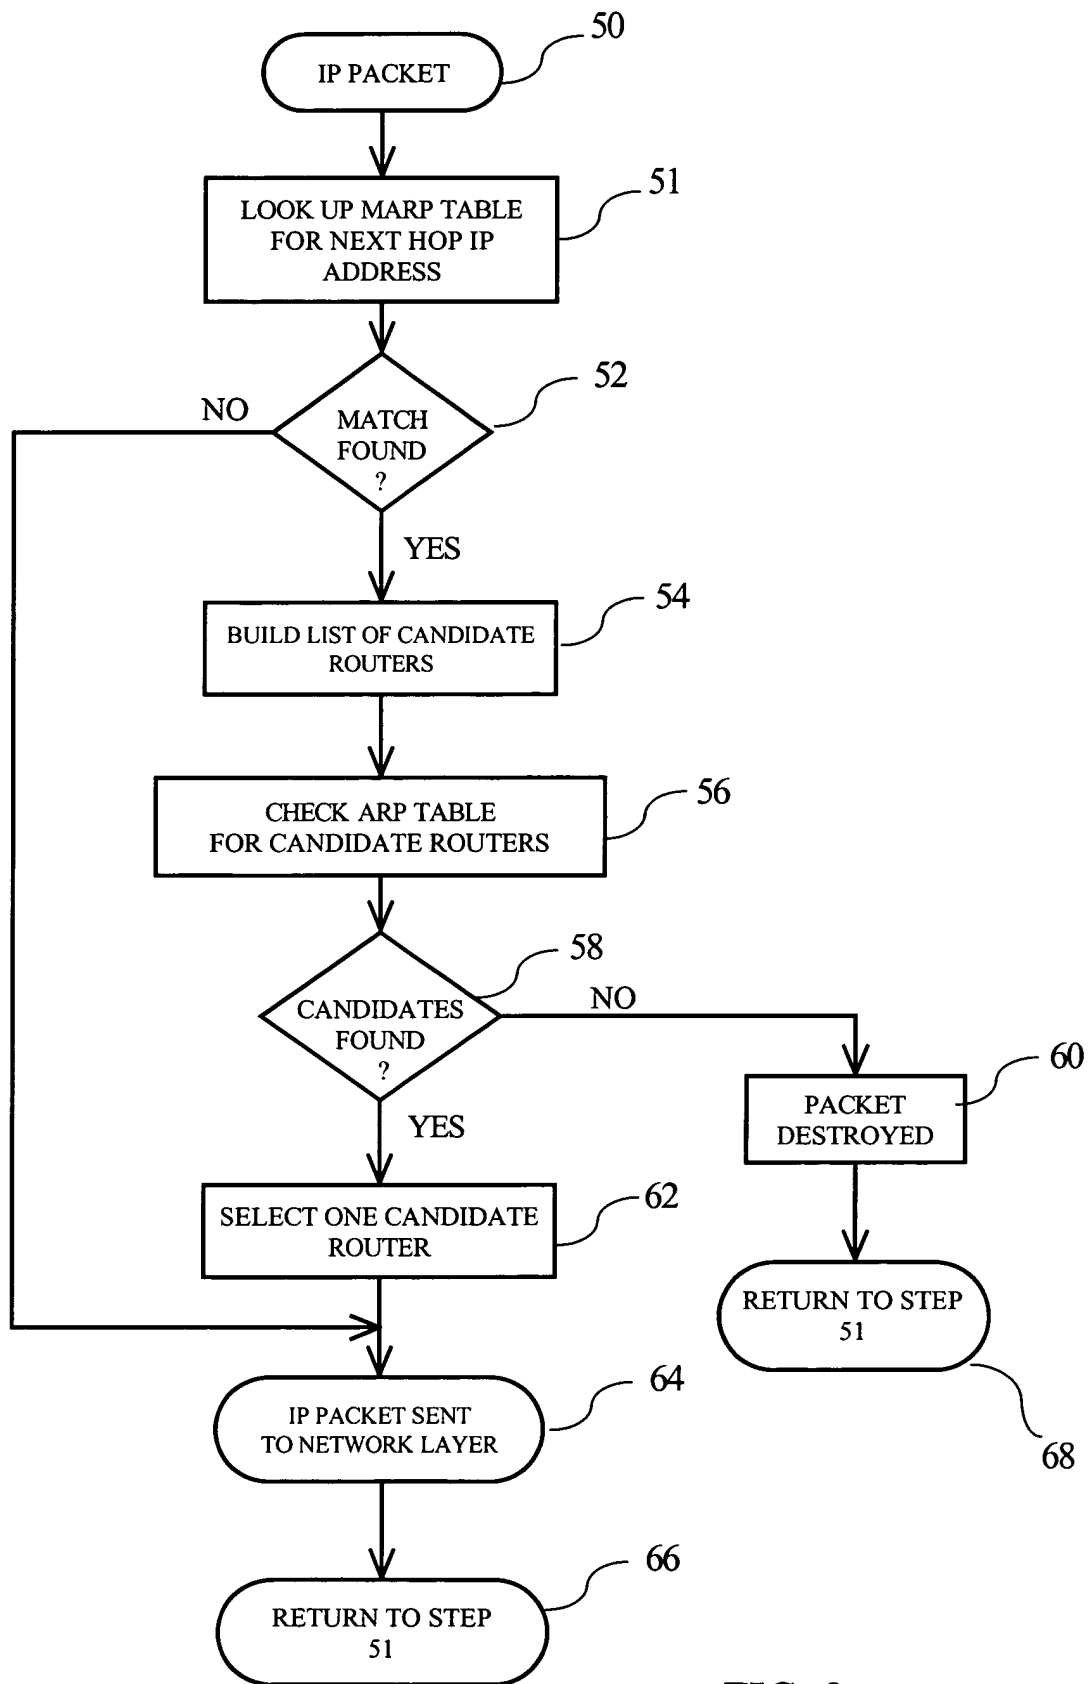 50
IP PACKET
51
LOOK UP MARP TABLE
FOR NEXT HOP IP
ADDRESS
52
NO
MATCH
FOUND
?
YES
54
BUILD LIST OF CANDIDATE
ROUTERS
56
CHECK ARP TABLE
FOR CANDIDATE ROUTERS
58
CANDIDATES
FOUND
?
NO
60
PACKET
DESTROYED
YES
62
SELECT ONE CANDIDATE
ROUTER
RETURN TO STEP
51
68
64
IP PACKET SENT
TO NETWORK LAYER
66
RETURN TO STEP
51